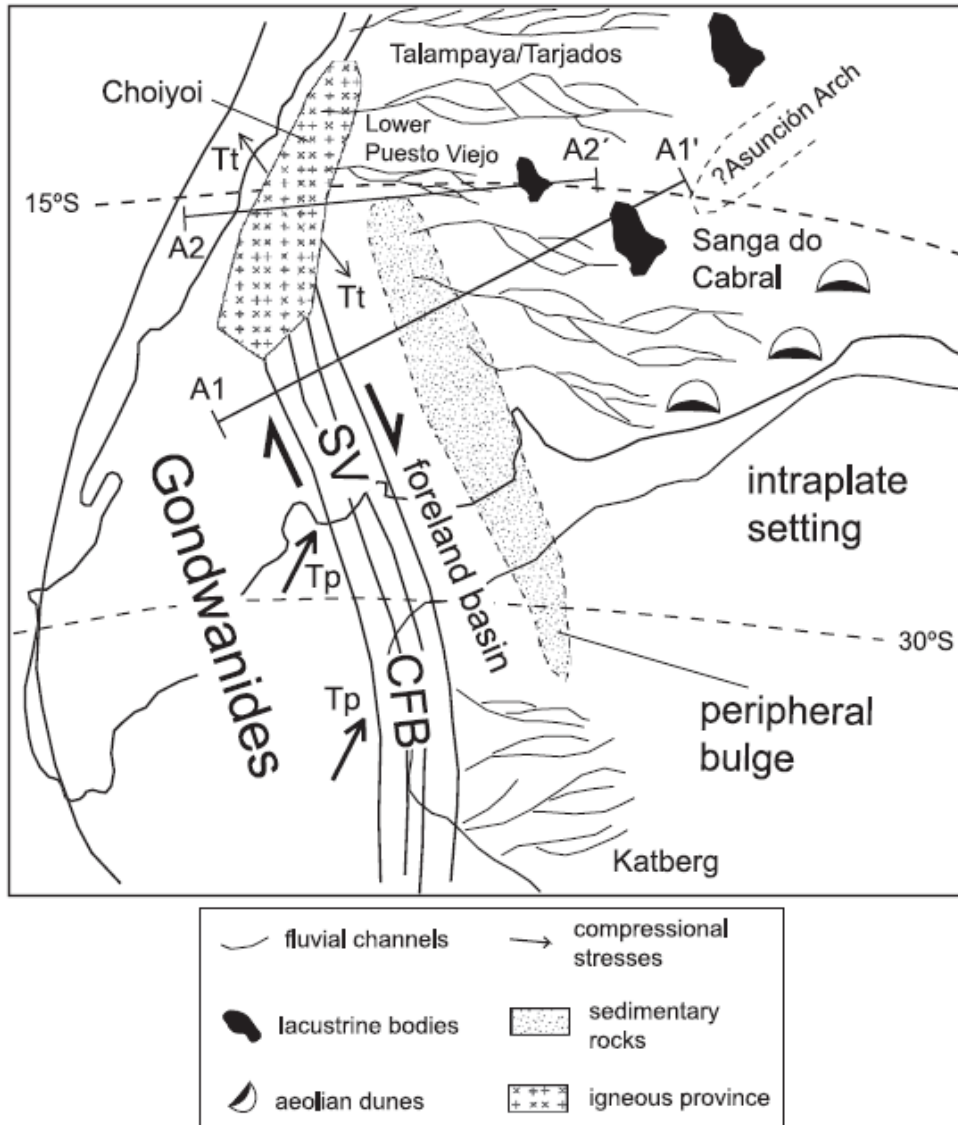 Talampaya/Tarjados
Choiyoi
?Asunción Arch
Lower
Puesto Viejo
Tt
A2´
A1'
15ºS
A2
Sanga do
Cabral
Tt
A1
SV
foreland basin
intraplate
setting
Gondwanides
Tp
30ºS
CFB
Tp
peripheral
bulge
Katberg
fluvial channels
compressional
stresses
lacustrine bodies
sedimentary
rocks
aeolian dunes
igneous province